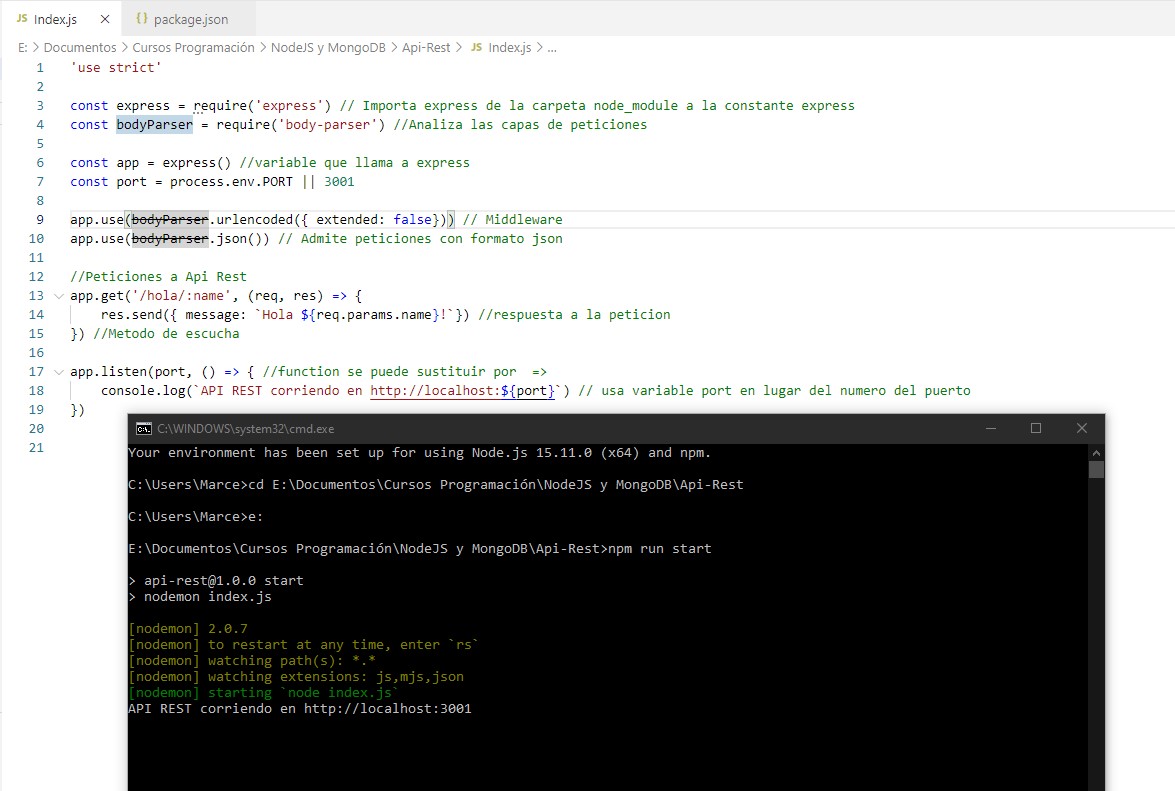 JS Index.js ×
{} package.json
E: > Documentos > Cursos Programación > NodeJS y MongoDB > Api-Rest > JS Index.js > ...
1 'use strict'
2
3 const express = require('express') // Importa express de la carpeta node_module a la constante express
4 const bodyParser = require('body-parser') //Analiza las capas de peticiones
5
6 const app = express() //variable que llama a express
7 const port = process.env.PORT || 3001
8
9 app.use(bodyParser.urlencoded({ extended: false})) // Middleware
10 app.use(bodyParser.json()) // Admite peticiones con formato json
11
12 //Peticiones a Api Rest
13 app.get('/hola/:name', (req, res) => {
14 res.send({ message: `Hola ${req.params.name}!`}) //respuesta a la peticion
15 }) //Metodo de escucha
16
17 app.listen(port, () => { //function se puede sustituir por  =>
18 console.log(`API REST corriendo en http://localhost:${port}`) // usa variable port en lugar del numero del puerto
19 })
20
21
C:\WINDOWS\system32\cmd.exe
Your environment has been set up for using Node.js 15.11.0 (x64) and npm.
C:\Users\Marce>cd E:\Documentos\Cursos Programación\NodeJS y MongoDB\Api-Rest
C:\Users\Marce>e:
E:\Documentos\Cursos Programación\NodeJS y MongoDB\Api-Rest>npm run start
> api-rest@1.0.0 start
> nodemon index.js
[nodemon] 2.0.7
[nodemon] to restart at any time, enter `rs`
[nodemon] watching path(s): *.*
[nodemon] watching extensions: js,mjs,json
[nodemon] starting `node index.js`
API REST corriendo en http://localhost:3001